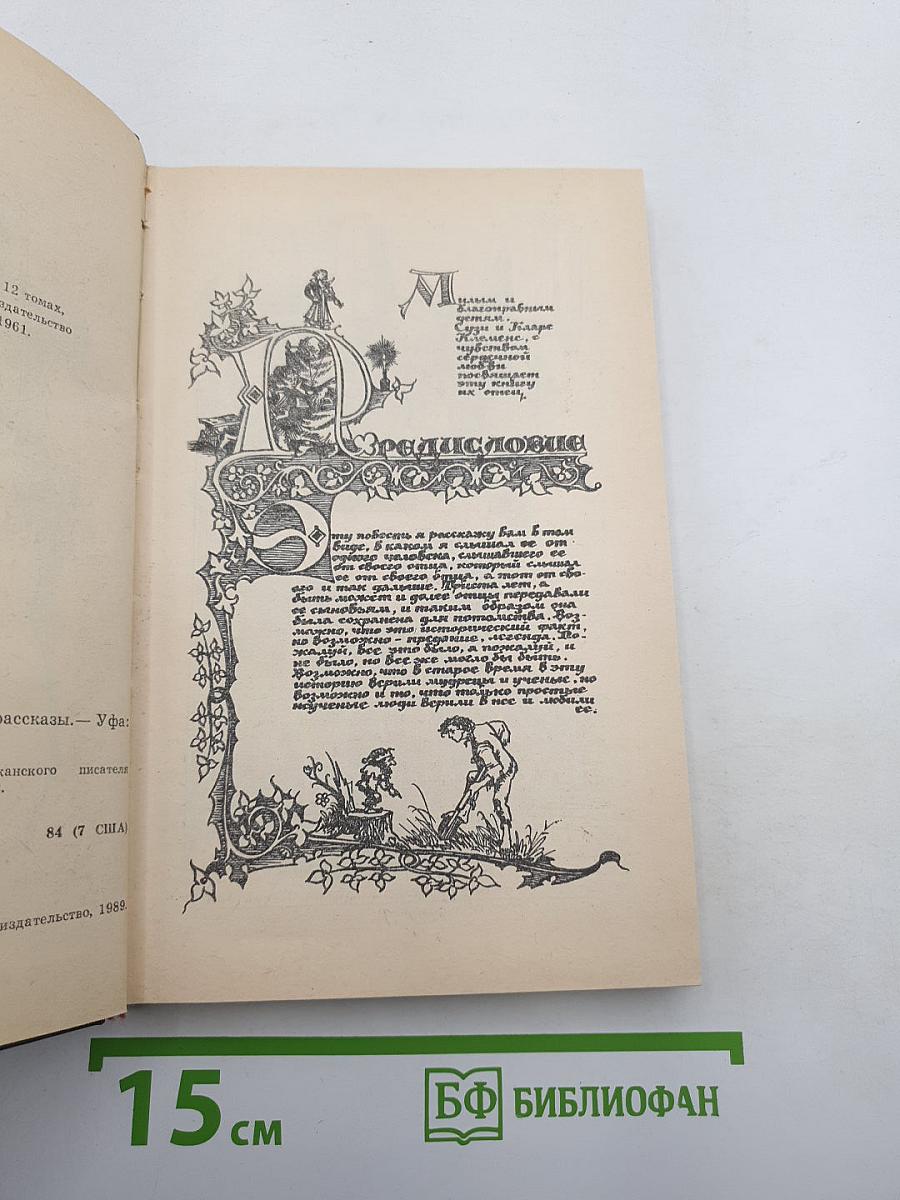 12 томах,
здательство
1961.
рассказы.— Уфа:
канского писателя
84 (7 США)
издательство, 1989.
Милым и
благонравным
детям.
Сузи и Кларе
Клеменс, с
чувством
сердечной
любви
посвящает
эту книгу
их отец,
Предисловие
Эту повесть я расскажу вам в том
виде, в каком я слышал ее от
одного человека, слышавшего ее
от своего отца, который слышал
ее от своего отца, а тот от сво-
его и так дальше. Триста лет, а
быть может и долее отцы передавали
ее сыновьям, и таким образом она
была сохранена для потомства. Воз-
можно, что это исторический факт,
но возможно - предание, легенда. По-
жалуй, все это было, а пожалуй, и
не было, но все же могло бы быть.
Возможно, что в старое время в эту
историю верили мудрецы и ученые, но
возможно и то, что только простые
неученые люди верили в нее и любили
ее.
15 см
БФ БИБЛИОФАН